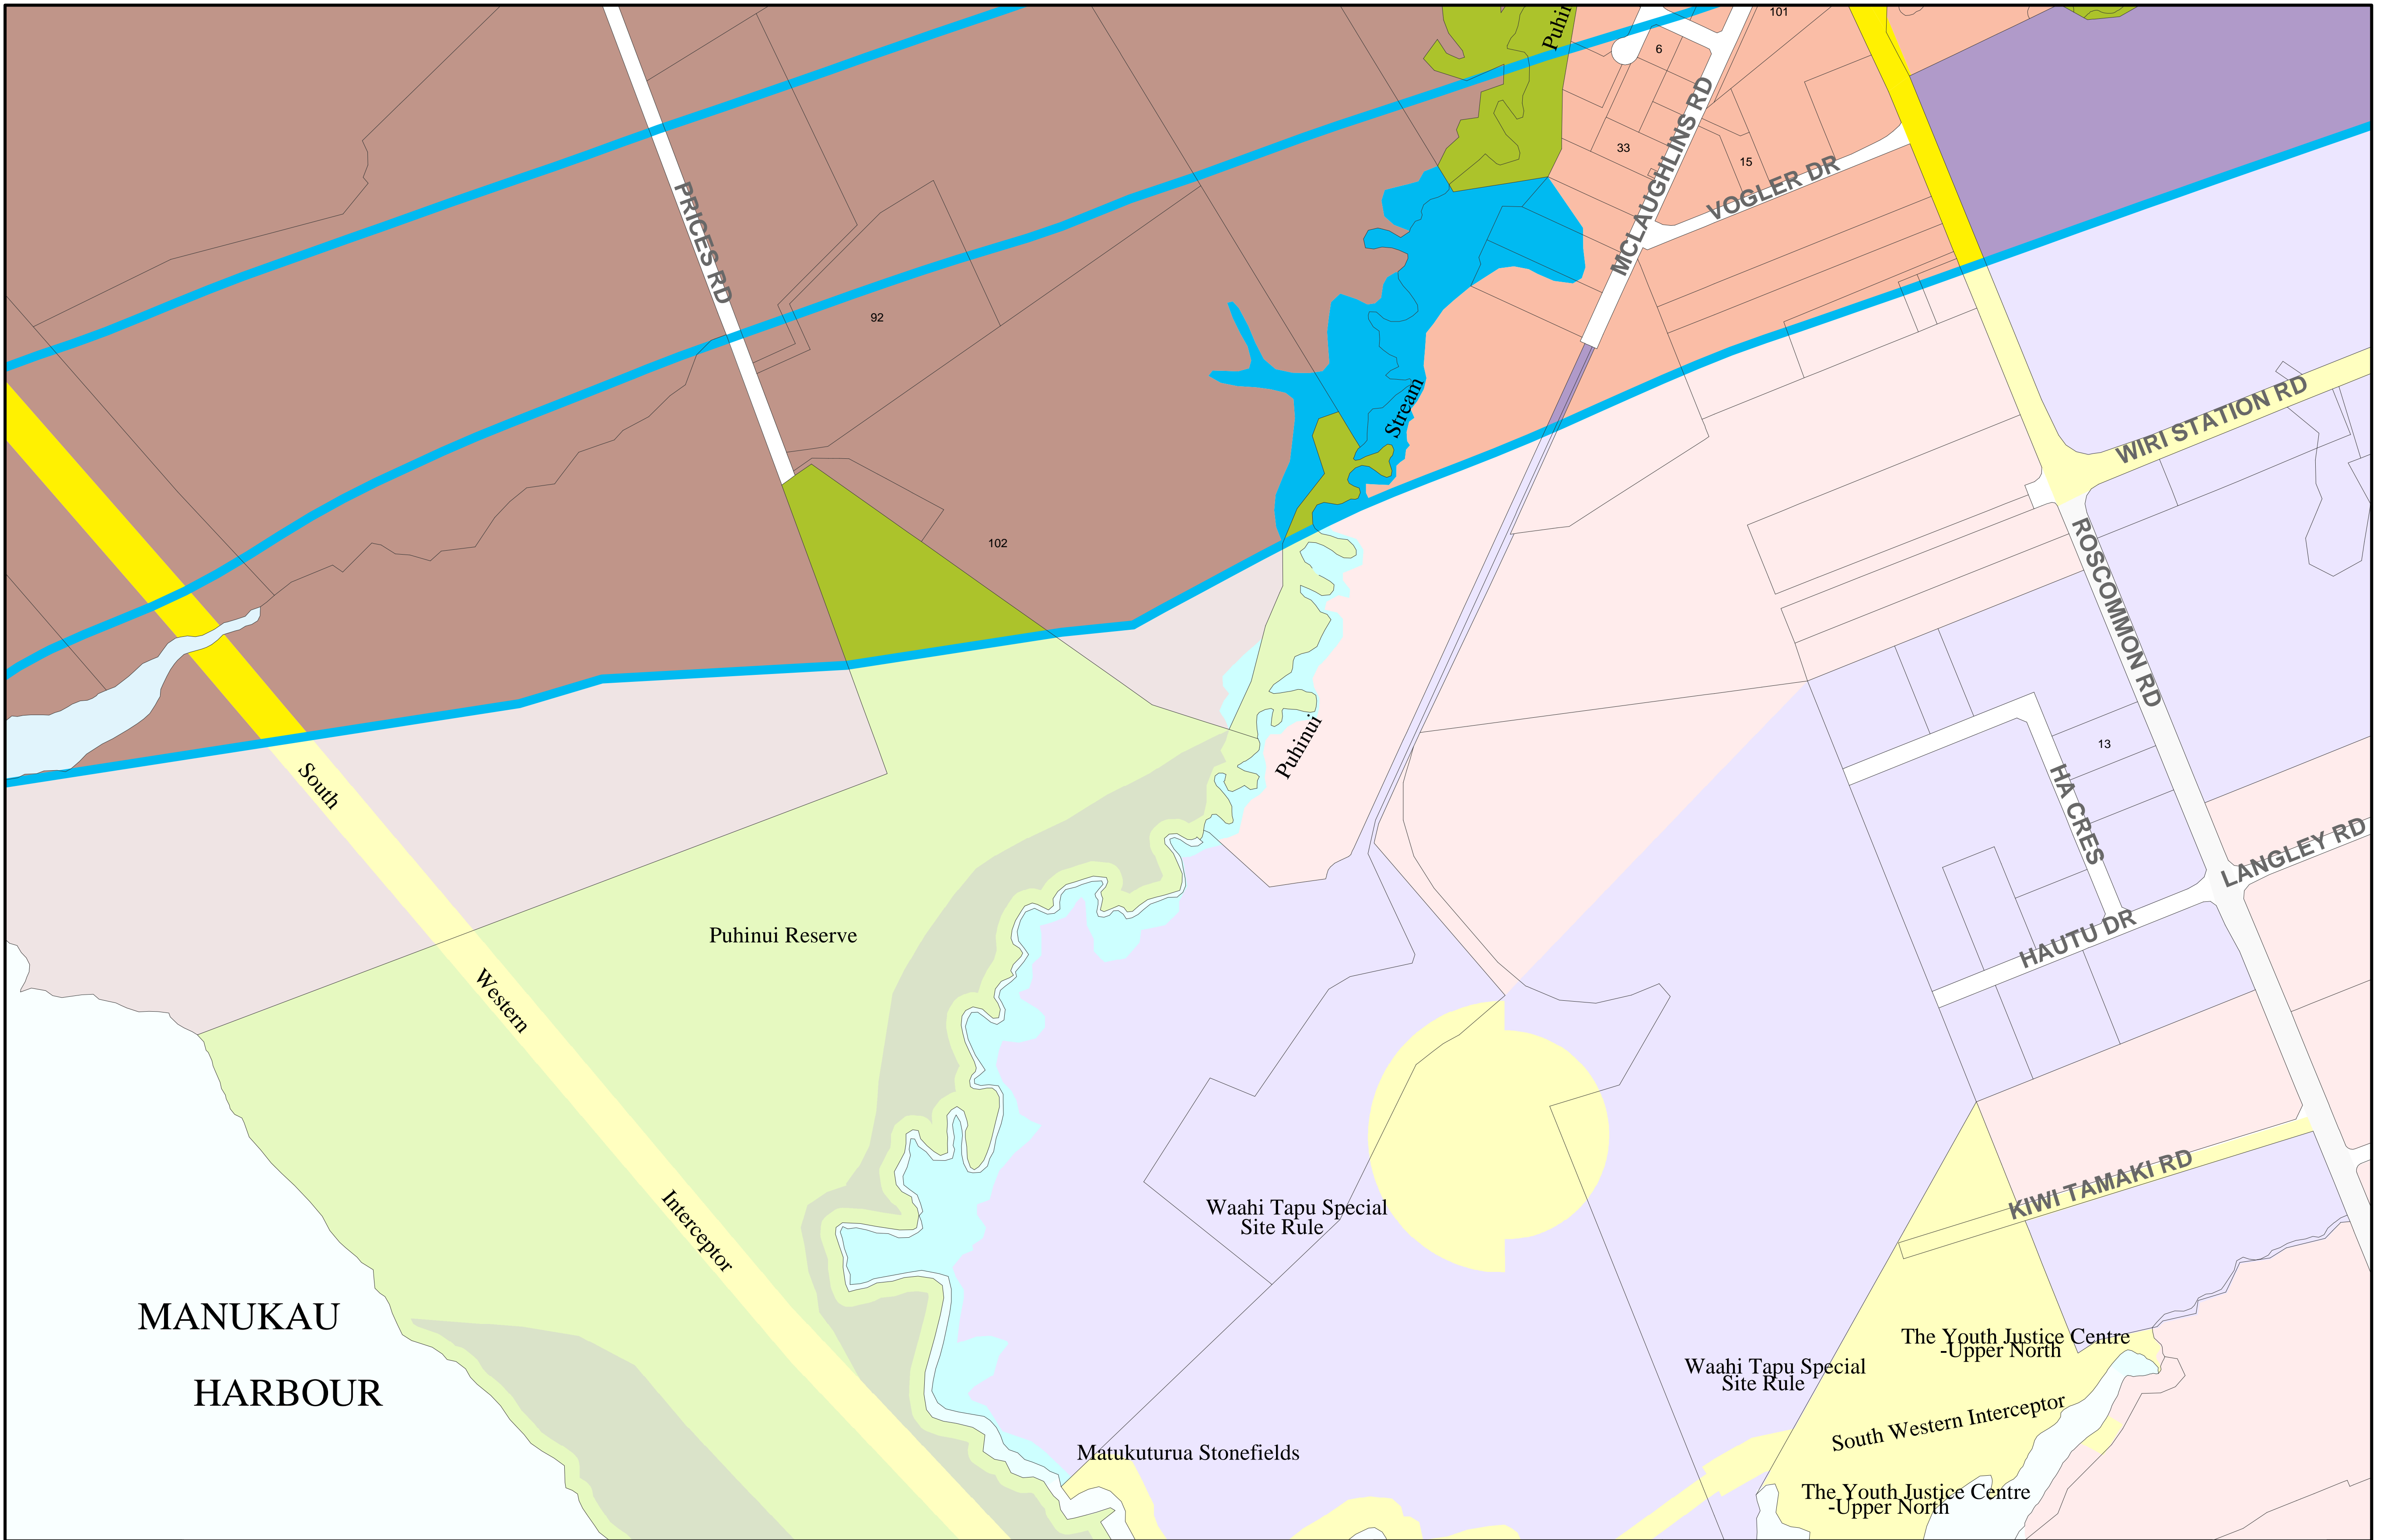 101
6
33
15
MCLAUGHLINS RD
VOGLER DR
PRICES RD
92
Stream
WIRI STATION RD
102
ROSCOMMON RD
Puhinui
13
South
HA CRES
LANGLEY RD
Puhinui Reserve
HAUTU DR
Western
Interceptor
Waahi Tapu Special
Site Rule
KIWI TAMAKI RD
MANUKAU
HARBOUR
The Youth Justice Centre
-Upper North
Waahi Tapu Special
Site Rule
South Western Interceptor
Matukuturua Stonefields
The Youth Justice Centre
-Upper North